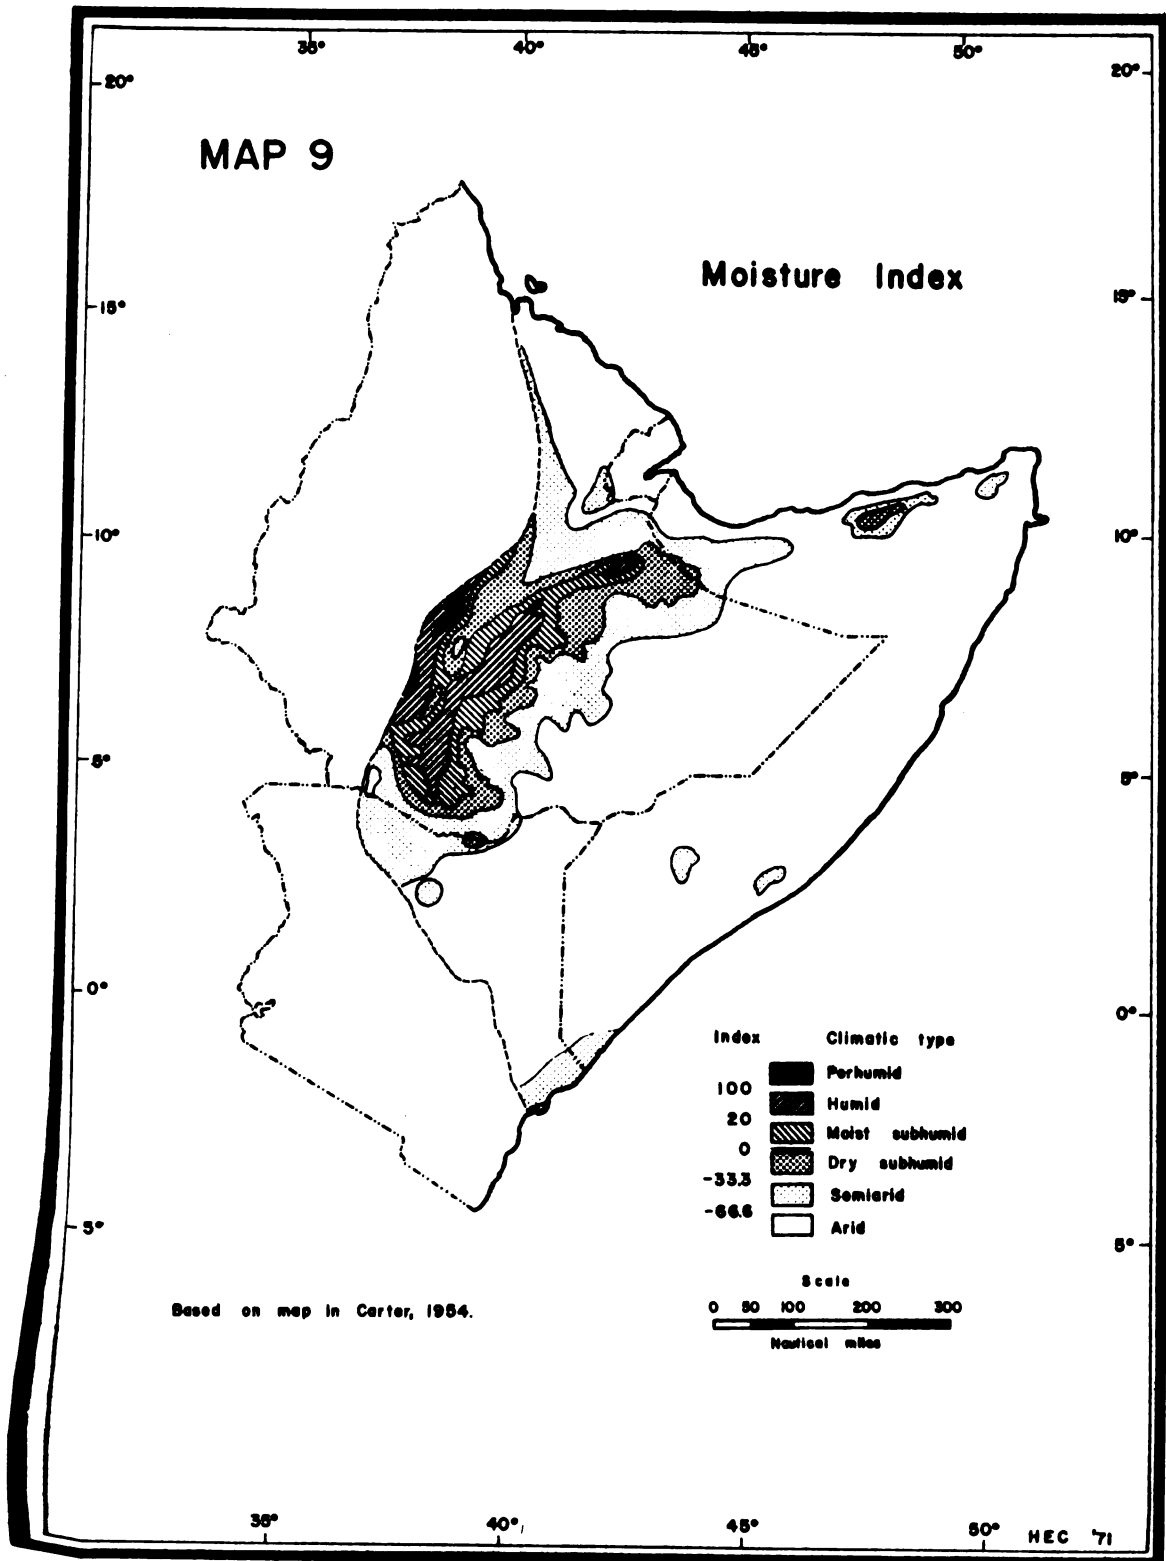 35° 40° 45° 50°
20° 20°
MAP 9
Moisture Index
15° 15°
10° 10°
5° 5°
0° 0°
Index Climatic type
Perhumid
100
Humid
20
Moist subhumid
0
Dry subhumid
-33.3
Semiarid
-66.6
Arid
5° 5°
Scale
Based on map in Carter, 1954.
0 50 100 200 300
Nautical miles
35° 40° 45° 50°
HEC '71